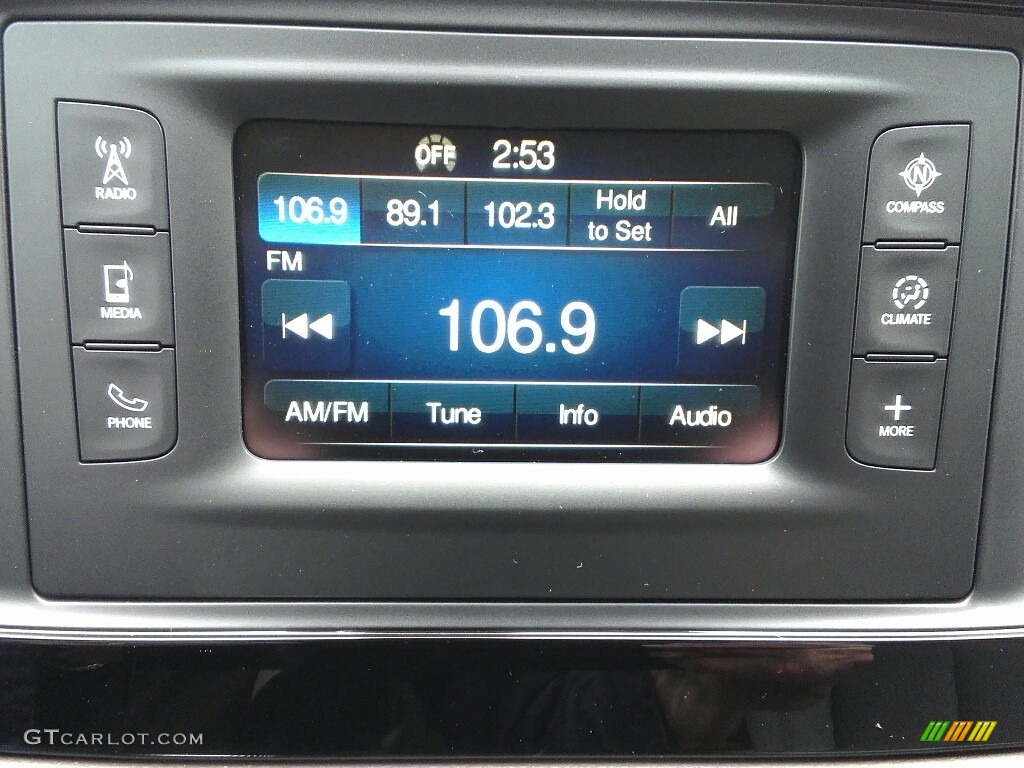 OFF 2:53
106.9 89.1 102.3 Hold to Set All
FM
106.9
AM/FM Tune Info Audio
RADIO
MEDIA
PHONE
N
COMPASS
CLIMATE
MORE
GTCARLOT.COM